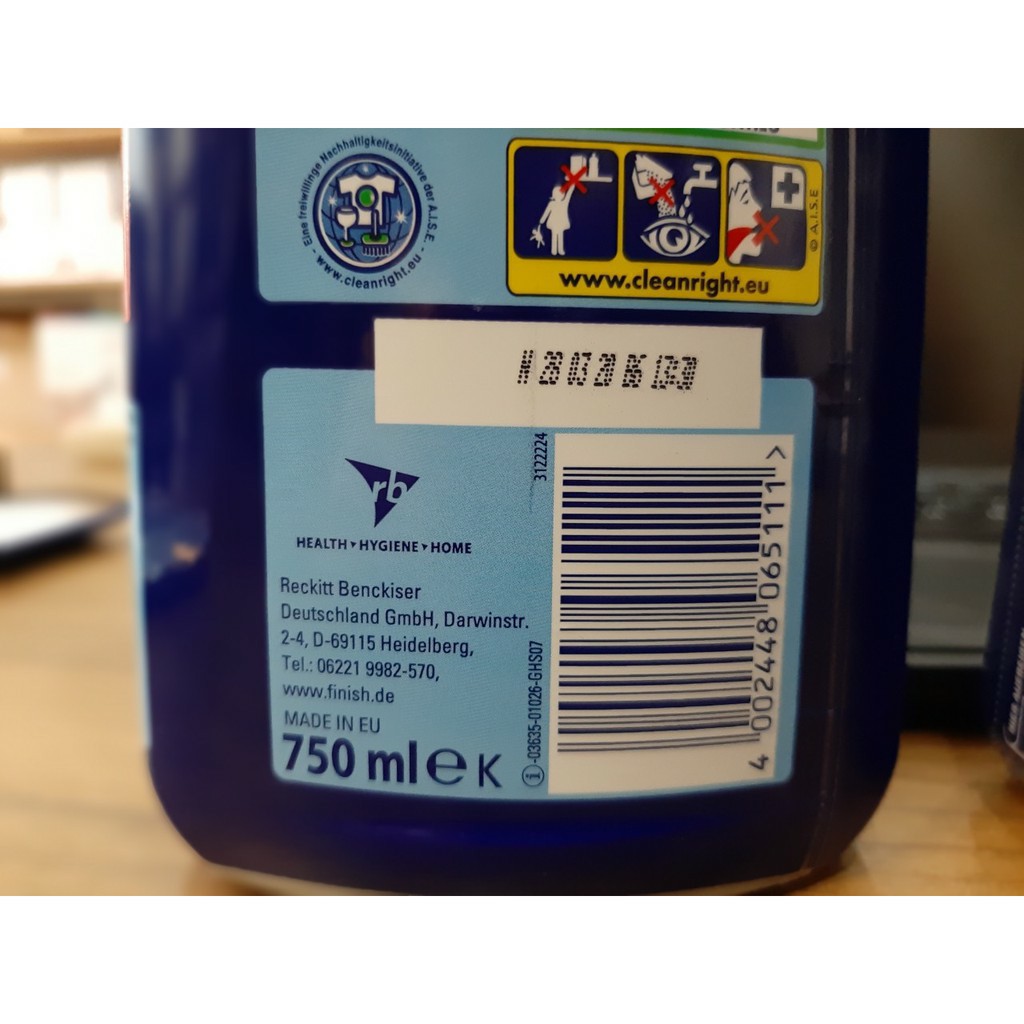 - Eine freiwillige Nachhaltigkeitsinitiative der A.I.S.E. -
www.cleanright.eu
© A.I.S.E
www.cleanright.eu
3122224
rb
HEALTH HYGIENE HOME
Reckitt Benckiser
Deutschland GmbH, Darwinstr.
2-4, D-69115 Heidelberg,
Tel.: 06221 9982-570,
www.finish.de
MADE IN EU
750 ml e K
-03635-01026-GHS07
4 002448 065111 >